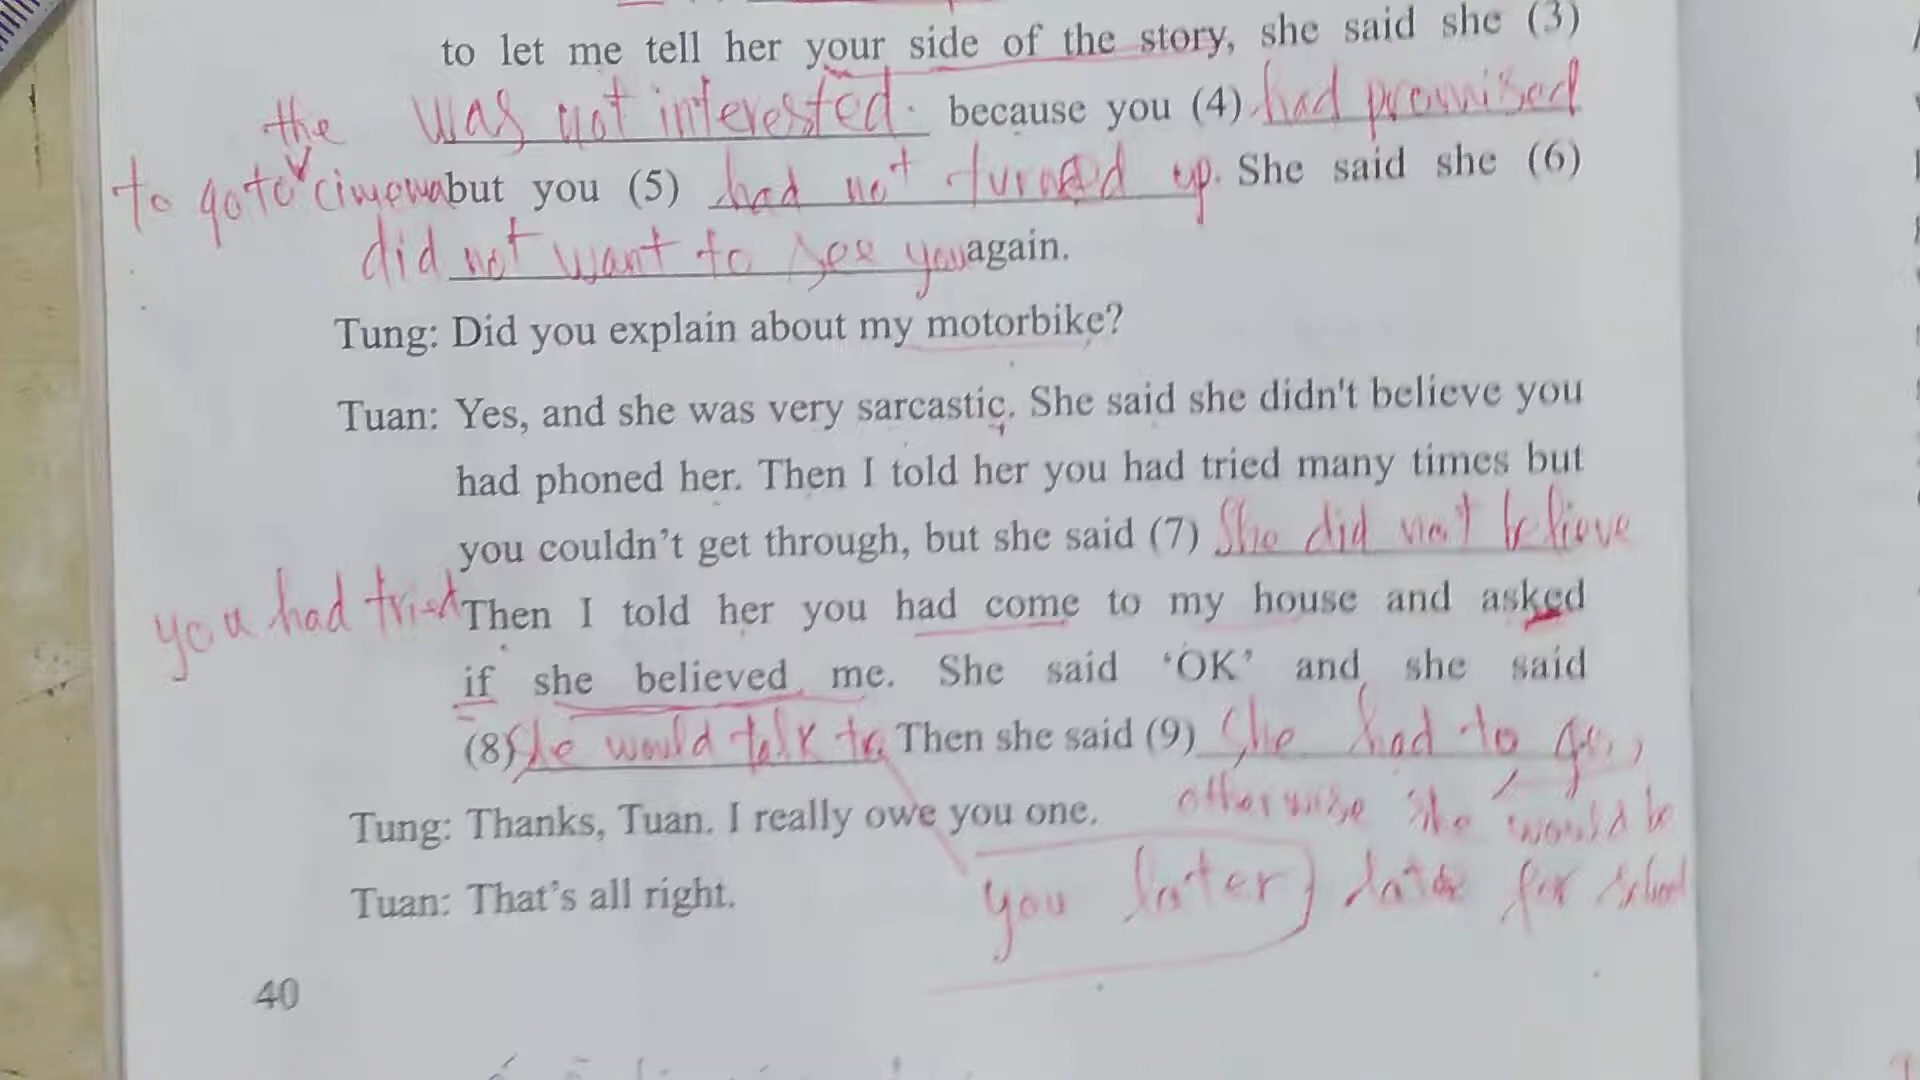 to let me tell her your side of the story, she said she (3)
the was not interested. because you (4) had promised
to go to cinema but you (5) had not turned up. She said she (6)
did not want to see you again.
Tung: Did you explain about my motorbike?
Tuan: Yes, and she was very sarcastic. She said she didn't believe you
had phoned her. Then I told her you had tried many times but
you couldn't get through, but she said (7) She did not believe
you had tried Then I told her you had come to my house and asked
if she believed me. She said ‘OK’ and she said
(8) she would talk to Then she said (9) She had to go,
Tung: Thanks, Tuan. I really owe you one. otherwise she would be
Tuan: That's all right. you later late for school
40